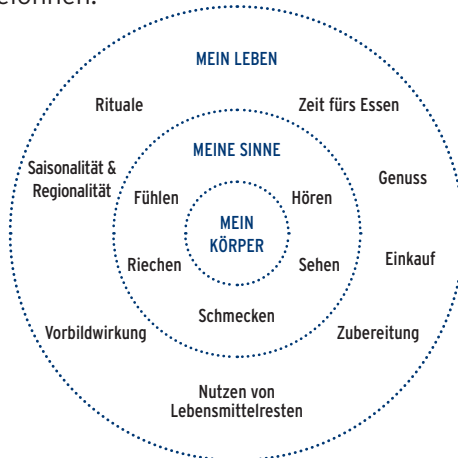 MEIN LEBEN
Rituale
Zeit fürs Essen
MEINE SINNE
Saisonalität &
Regionalität
Genuss
Fühlen
Hören
MEIN
KÖRPER
Riechen
Sehen
Einkauf
Schmecken
Vorbildwirkung
Zubereitung
Nutzen von
Lebensmittelresten